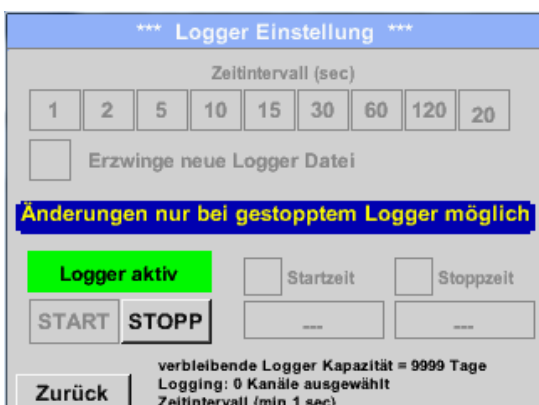 *** Logger Einstellung ***
Zeitintervall (sec)
1 2 5 10 15 30 60 120 20
Erzwinge neue Logger Datei
Änderungen nur bei gestopptem Logger möglich
Logger aktiv Startzeit Stoppzeit
START STOPP --- ---
verbleibende Logger Kapazität = 9999 Tage
Zurück Logging: 0 Kanäle ausgewählt
Zeitintervall (min 1 sec)